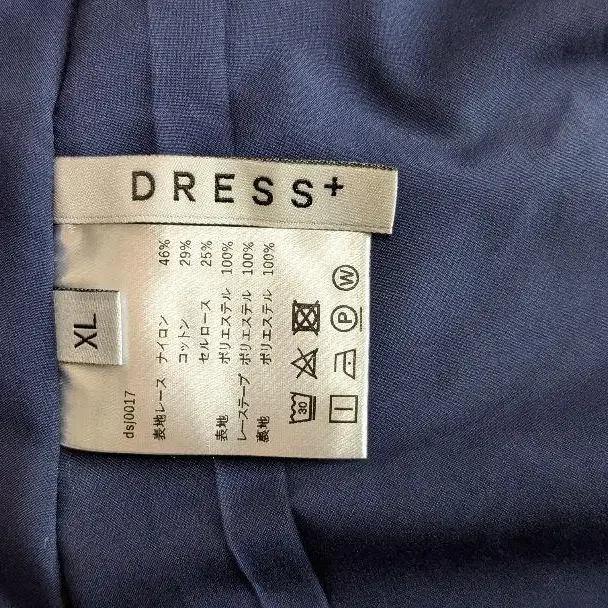 DRESS+
XL
dsj0017
表地レース ナイロン 46%
コットン 29%
セルロース 25%
表地 ポリエステル 100%
レーステープ ポリエステル 100%
裏地 ポリエステル 100%
30
P W